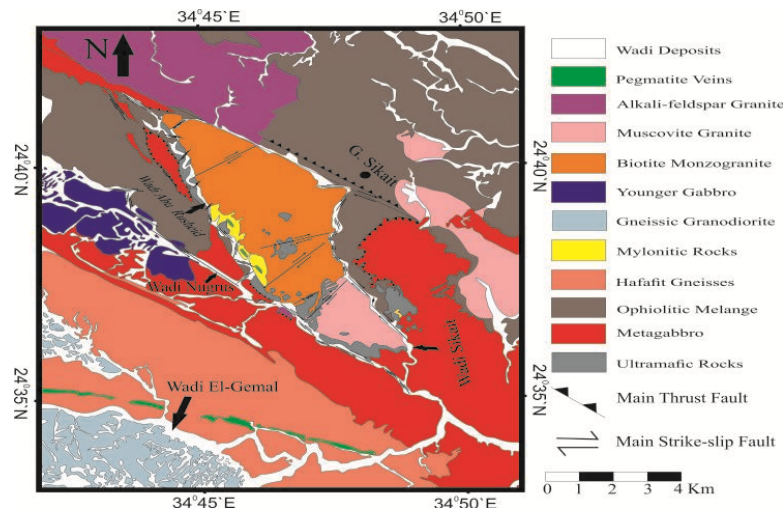 34°45`E
34°50`E
N
G. Sikait
24°40`N
24°40`N
Wadi Abu Rusheid
Wadi Nugrus
Wadi Sikait
24°35`N
24°35`N
Wadi El-Gemal
34°45`E
34°50`E
Wadi Deposits
Pegmatite Veins
Alkali-feldspar Granite
Muscovite Granite
Biotite Monzogranite
Younger Gabbro
Gneissic Granodiorite
Mylonitic Rocks
Hafafit Gneisses
Ophiolitic Melange
Metagabbro
Ultramafic Rocks
Main Thrust Fault
Main Strike-slip Fault
0 1 2 4 Km